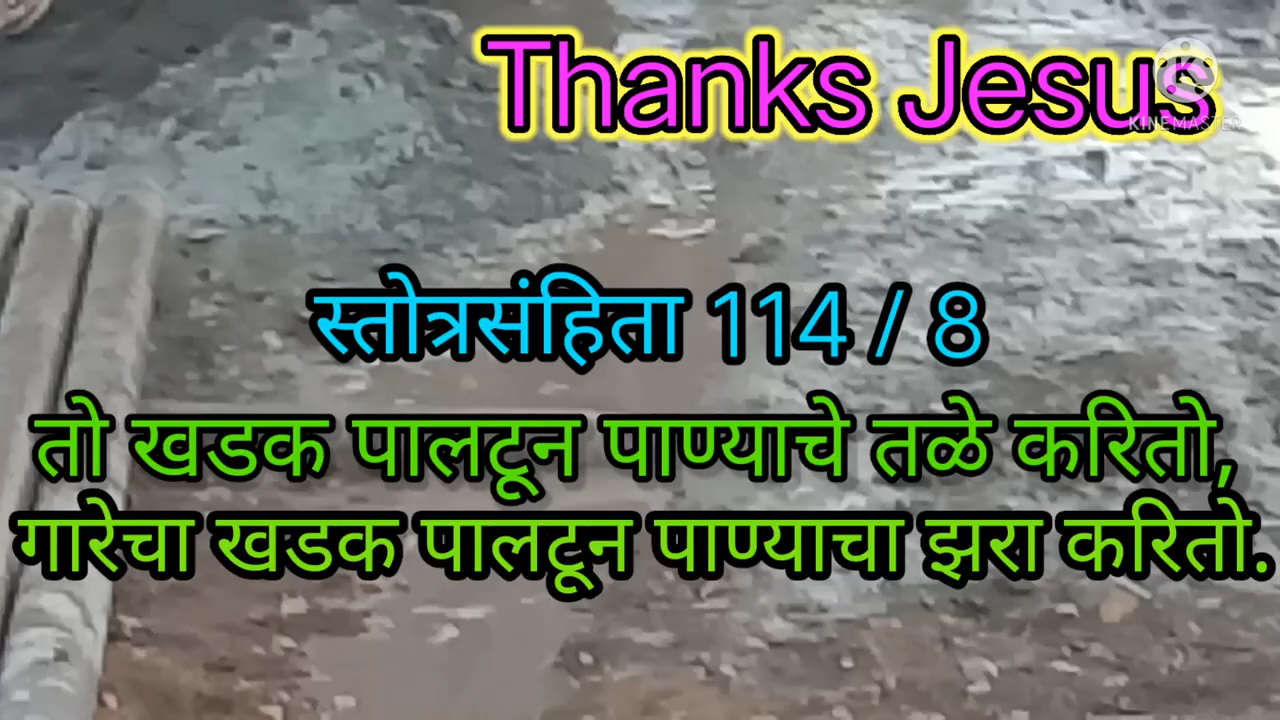 Thanks Jesus
KINEMASTER
स्तोत्रसंहिता 114 / 8
तो खडक पालटून पाण्याचे तळे करितो,
गारेचा खडक पालटून पाण्याचा झरा करितो.